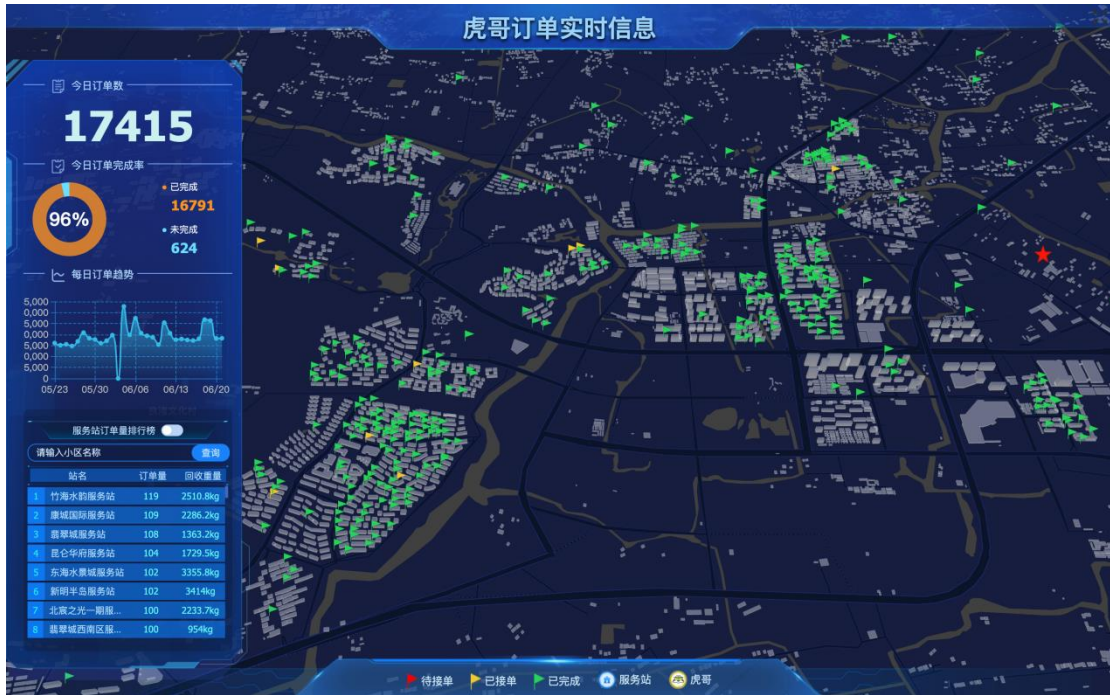 虎哥订单实时信息
今日订单数
17415
今日订单完成率
96%
已完成
16791
未完成
624
每日订单趋势
5,000
0,000
5,000
0,000
5,000
0,000
5,000
0
05/23 05/30 06/06 06/13 06/20
服务站订单量排行榜
请输入小区名称 查询
站名 订单量 回收重量
1 竹海水韵服务站 119 2510.8kg
2 康城国际服务站 109 2286.2kg
3 翡翠城服务站 108 1363.2kg
4 昆仑华府服务站 104 1729.5kg
5 东海水景城服务站 102 3355.8kg
6 新明半岛服务站 102 3414kg
7 北宸之光一期服... 100 2233.7kg
8 翡翠城西南区服... 100 954kg
待接单 已接单 已完成 服务站 虎哥